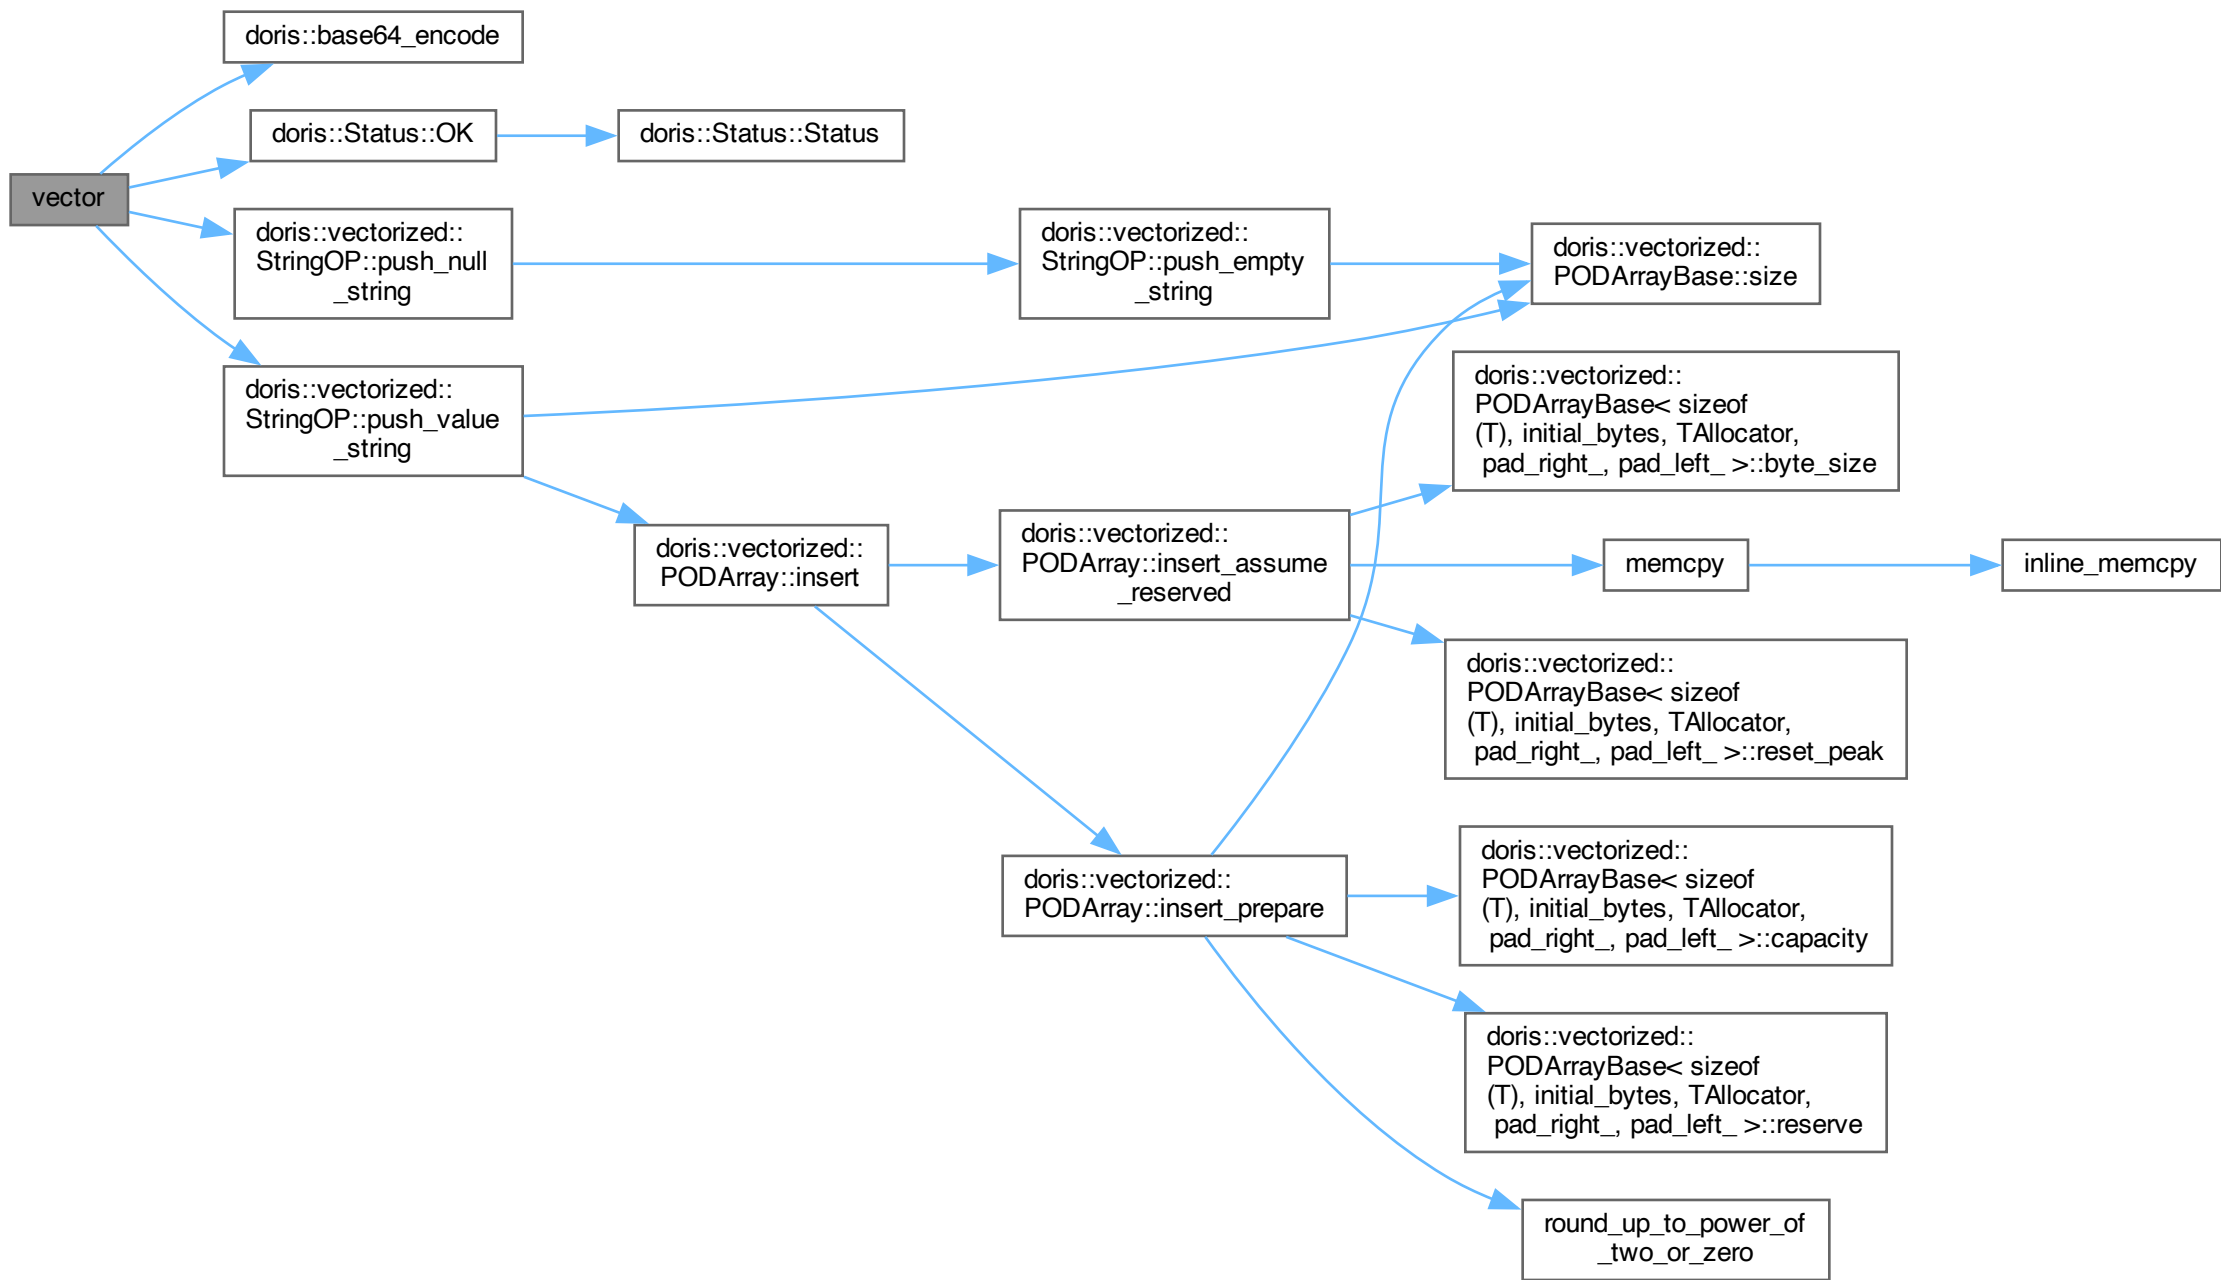 doris::base64_encode
doris::Status::OK
doris::Status::Status
vector
doris::vectorized::
StringOP::push_null
_string
doris::vectorized::
StringOP::push_empty
_string
doris::vectorized::
PODArrayBase::size
doris::vectorized::
StringOP::push_value
_string
doris::vectorized::
PODArrayBase< sizeof
(T), initial_bytes, TAllocator,
pad_right_, pad_left_ >::byte_size
doris::vectorized::
PODArray::insert
doris::vectorized::
PODArray::insert_assume
_reserved
memcpy
inline_memcpy
doris::vectorized::
PODArrayBase< sizeof
(T), initial_bytes, TAllocator,
pad_right_, pad_left_ >::reset_peak
doris::vectorized::
PODArray::insert_prepare
doris::vectorized::
PODArrayBase< sizeof
(T), initial_bytes, TAllocator,
pad_right_, pad_left_ >::capacity
doris::vectorized::
PODArrayBase< sizeof
(T), initial_bytes, TAllocator,
pad_right_, pad_left_ >::reserve
round_up_to_power_of
_two_or_zero